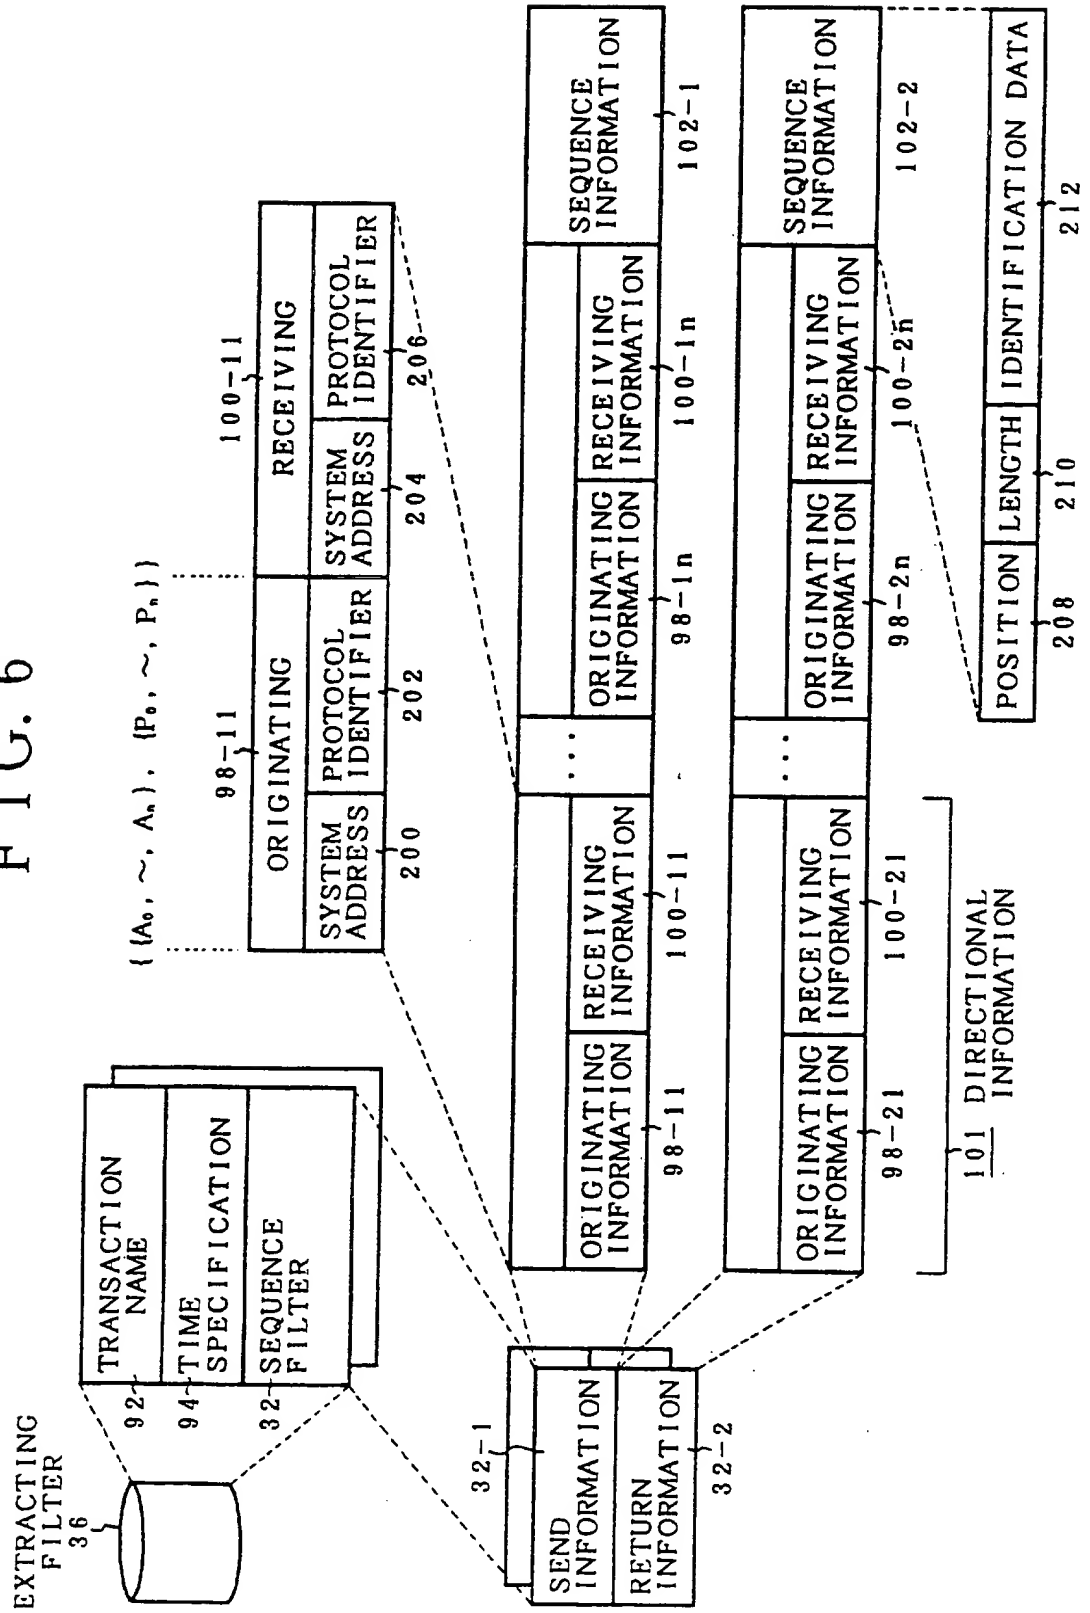 FIG. 6
EXTRACTING
FILTER
36
TRANSACTION
NAME
92
TIME
SPECIFICATION
94
SEQUENCE
FILTER
32
{ {A₀, ~, Aₙ}, {P₀, ~, Pₙ} }
98-11
100-11
ORIGINATING
RECEIVING
SYSTEM
ADDRESS
PROTOCOL
IDENTIFIER
SYSTEM
ADDRESS
PROTOCOL
IDENTIFIER
200
202
204
206
32-1
SEND
INFORMATION
RETURN
INFORMATION
32-2
ORIGINATING
INFORMATION
RECEIVING
INFORMATION
...
ORIGINATING
INFORMATION
RECEIVING
INFORMATION
SEQUENCE
INFORMATION
98-11
100-11
98-1n
100-1n
102-1
ORIGINATING
INFORMATION
RECEIVING
INFORMATION
...
ORIGINATING
INFORMATION
RECEIVING
INFORMATION
SEQUENCE
INFORMATION
98-21
100-21
98-2n
100-2n
102-2
101 DIRECTIONAL
INFORMATION
POSITION
LENGTH
IDENTIFICATION DATA
208
210
212